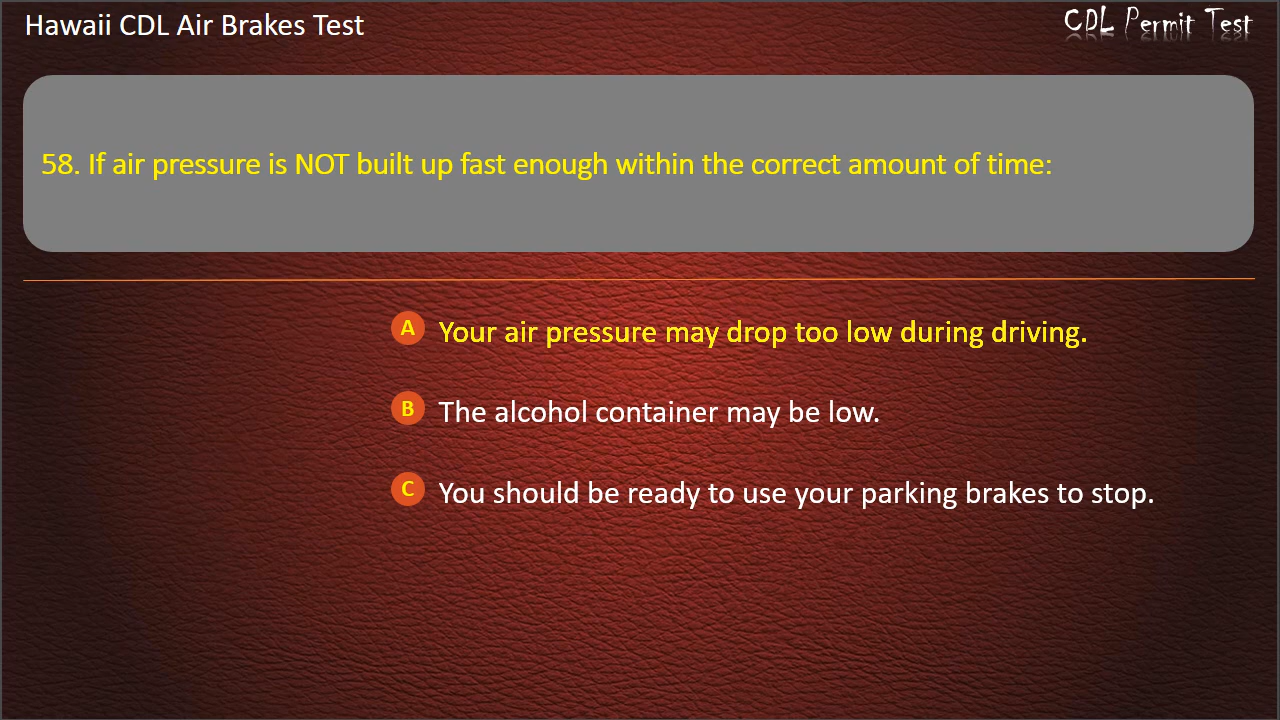 Hawaii CDL Air Brakes Test
CDL Permit Test
58. If air pressure is NOT built up fast enough within the correct amount of time:
A Your air pressure may drop too low during driving.
B The alcohol container may be low.
C You should be ready to use your parking brakes to stop.